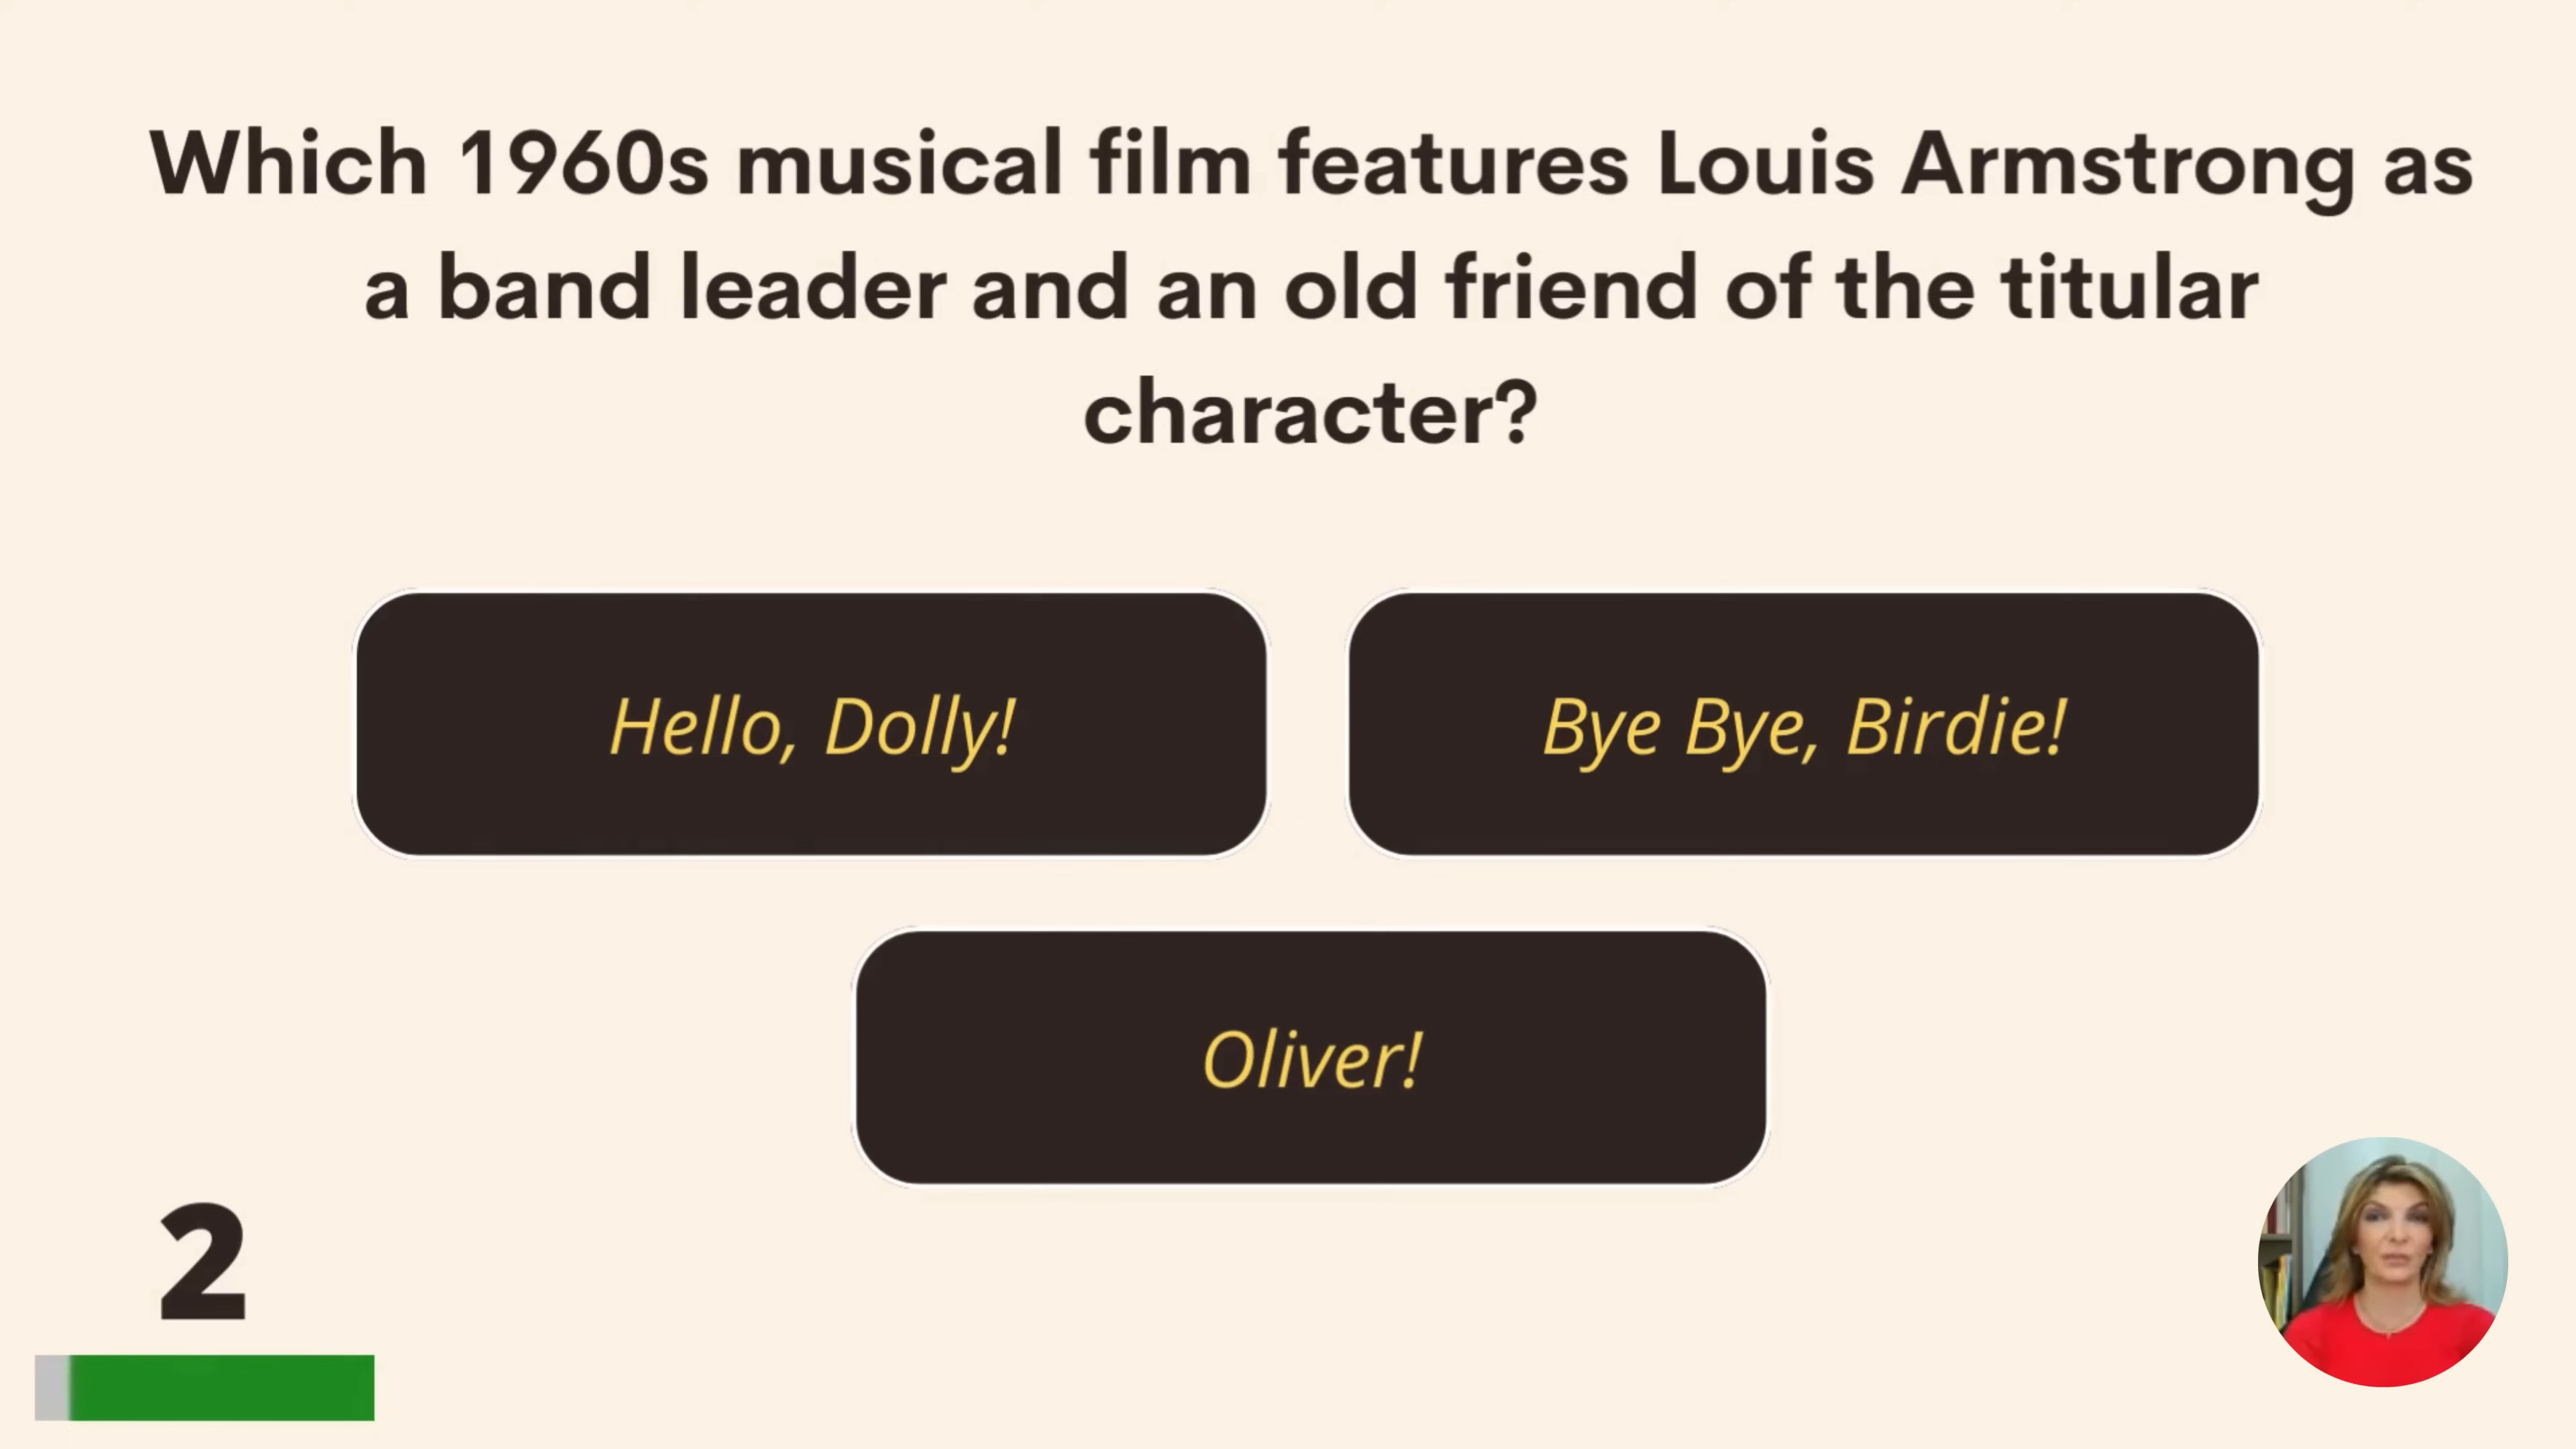 Which 1960s musical film features Louis Armstrong as
a band leader and an old friend of the titular
character?
Hello, Dolly!
Bye Bye, Birdie!
Oliver!
2